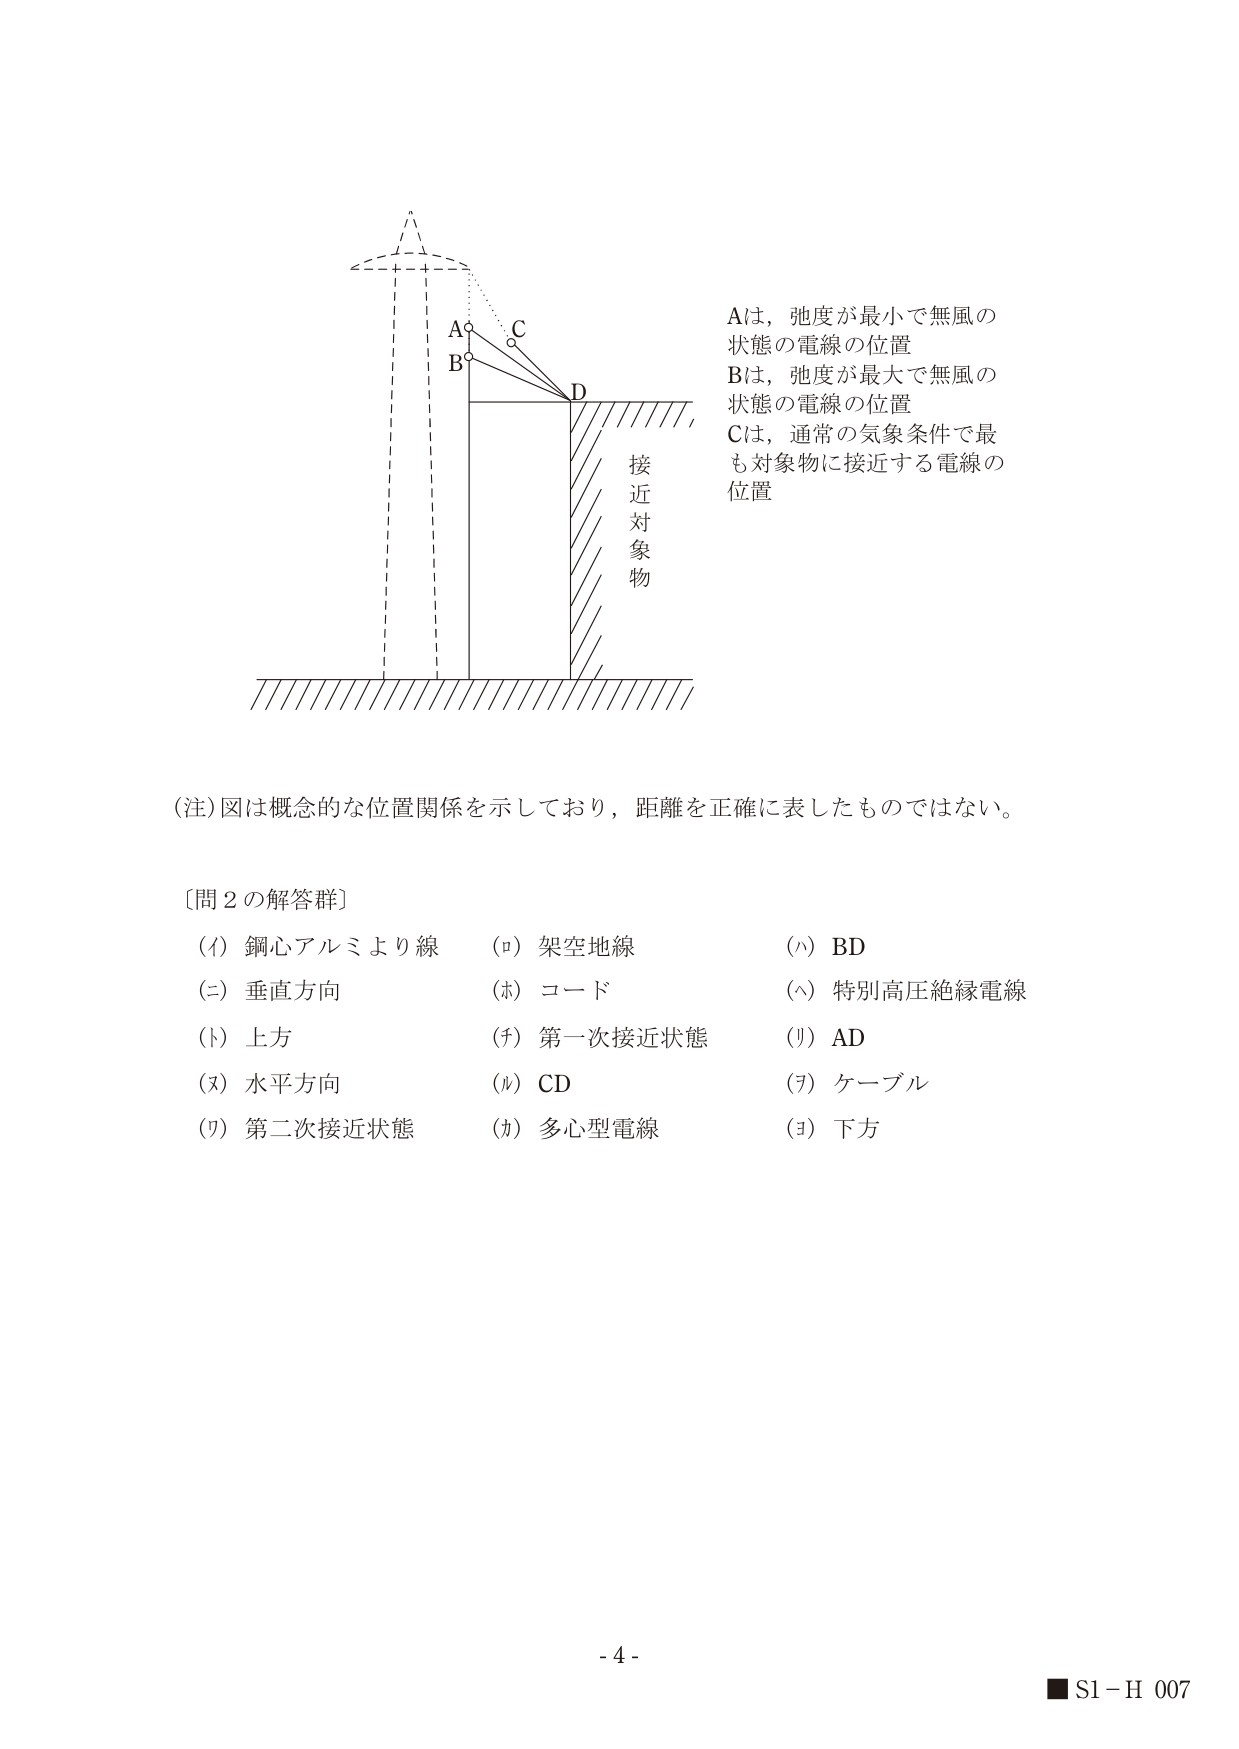 A
B
C
D
接
近
対
象
物
Aは，弛度が最小で無風の
状態の電線の位置
Bは，弛度が最大で無風の
状態の電線の位置
Cは，通常の気象条件で最
も対象物に接近する電線の
位置
(注)図は概念的な位置関係を示しており，距離を正確に表したものではない。
〔問２の解答群〕
(ｲ) 鋼心アルミより線 (ﾛ) 架空地線 (ﾊ) BD
(ﾆ) 垂直方向 (ﾎ) コード (ﾍ) 特別高圧絶縁電線
(ﾄ) 上方 (ﾁ) 第一次接近状態 (ﾘ) AD
(ﾇ) 水平方向 (ﾙ) CD (ｦ) ケーブル
(ﾜ) 第二次接近状態 (ｶ) 多心型電線 (ﾖ) 下方
- 4 -
■ S1－H 007